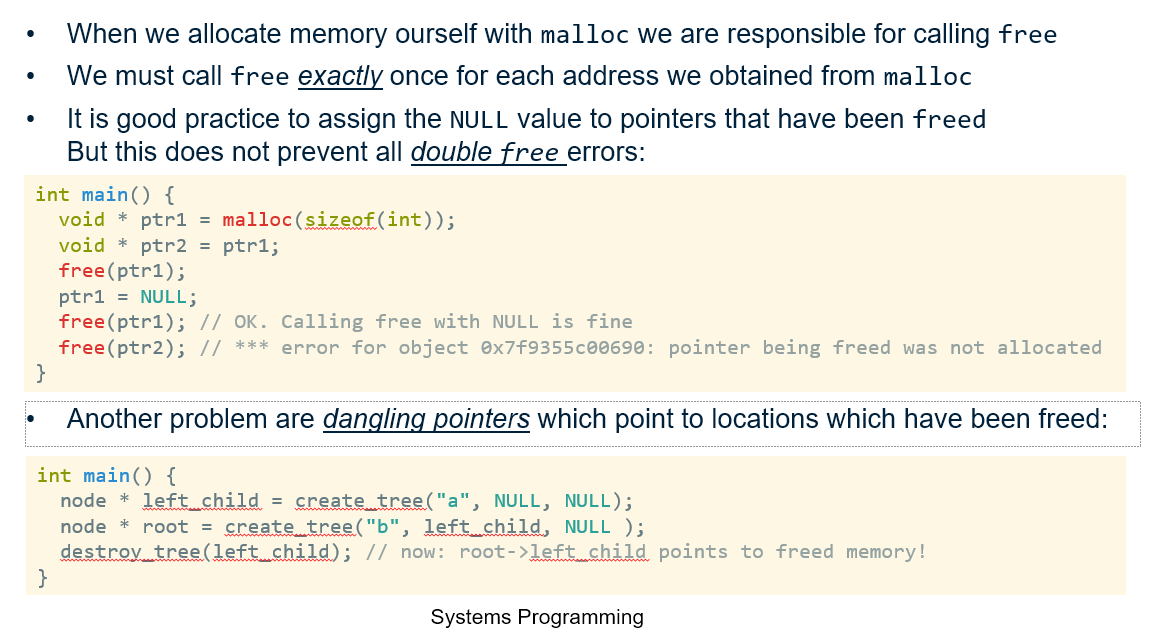 • When we allocate memory ourself with malloc we are responsible for calling free
• We must call free exactly once for each address we obtained from malloc
• It is good practice to assign the NULL value to pointers that have been freed
But this does not prevent all double free errors:
int main() {
  void * ptr1 = malloc(sizeof(int));
  void * ptr2 = ptr1;
  free(ptr1);
  ptr1 = NULL;
  free(ptr1); // OK. Calling free with NULL is fine
  free(ptr2); // *** error for object 0x7f9355c00690: pointer being freed was not allocated
}
• Another problem are dangling pointers which point to locations which have been freed:
int main() {
  node * left_child = create_tree("a", NULL, NULL);
  node * root = create_tree("b", left_child, NULL );
  destroy_tree(left_child); // now: root->left_child points to freed memory!
}
Systems Programming